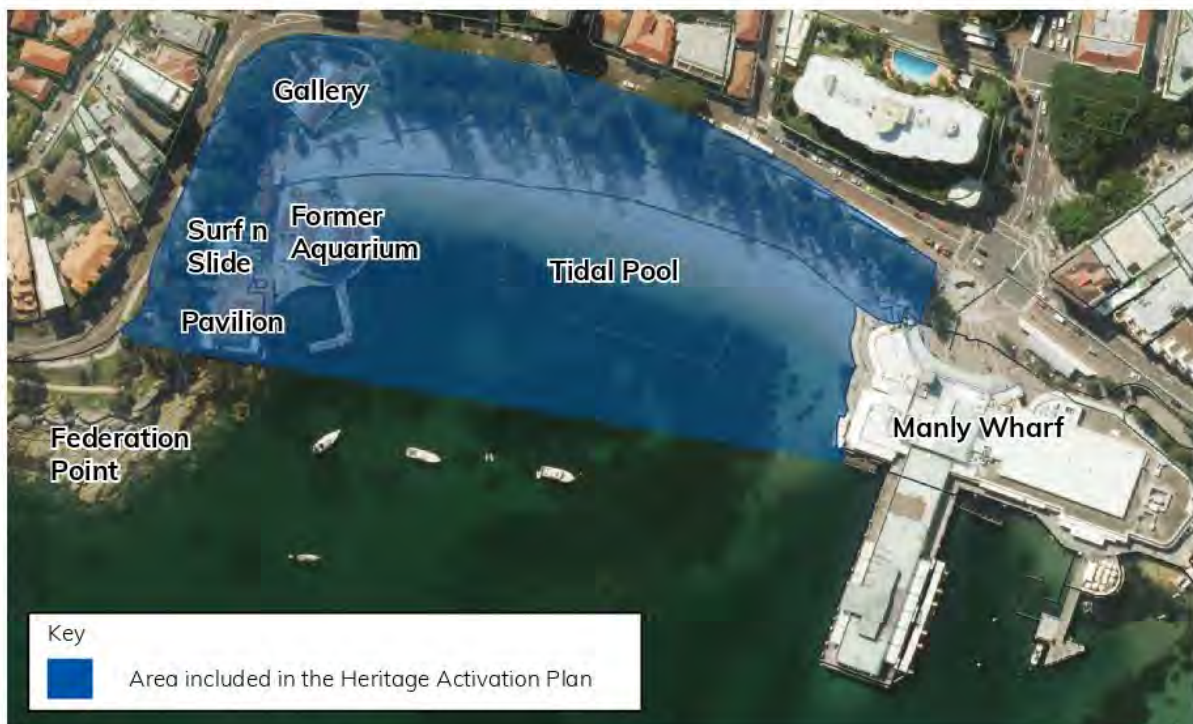 Gallery
Surf n
Slide
Former
Aquarium
Tidal Pool
Pavilion
Federation
Point
Manly Wharf
Key
Area included in the Heritage Activation Plan